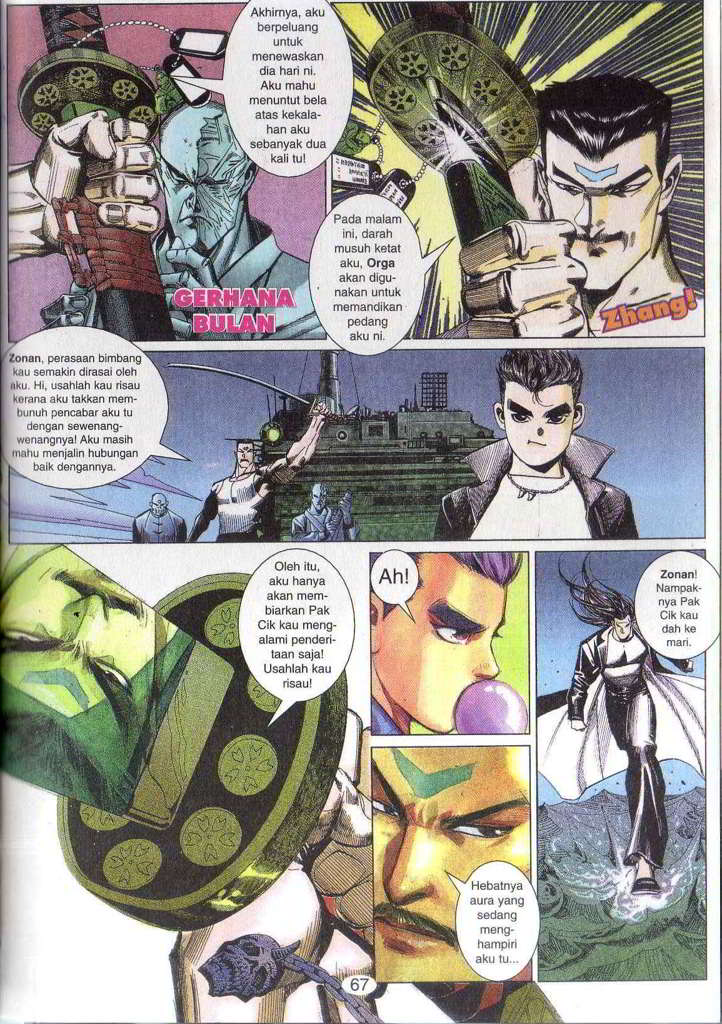 Akhirnya, aku
berpeluang
untuk
menewaskan
dia hari ni.
Aku mahu
menuntut bela
atas kekala-
han aku
sebanyak dua
kali tu!
GERHANA
BULAN
Pada malam
ini, darah
musuh ketat
aku, Orga
akan digu-
nakan untuk
memandikan
pedang
aku ni.
Zhang!
Zonan, perasaan bimbang
kau semakin dirasai oleh
aku. Hi, usahlah kau risau
kerana aku takkan mem-
bunuh pencabar aku tu
dengan sewenang-
wenangnya! Aku masih
mahu menjalin hubungan
baik dengannya.
Oleh itu,
aku hanya
akan mem-
biarkan Pak
Cik kau meng-
alami penderi-
taan saja!
Usahlah kau
risau!
Ah!
Hebatnya
aura yang
sedang
meng-
hampiri
aku tu...
Zonan!
Nampak-
nya Pak
Cik kau
dah ke
mari.
67